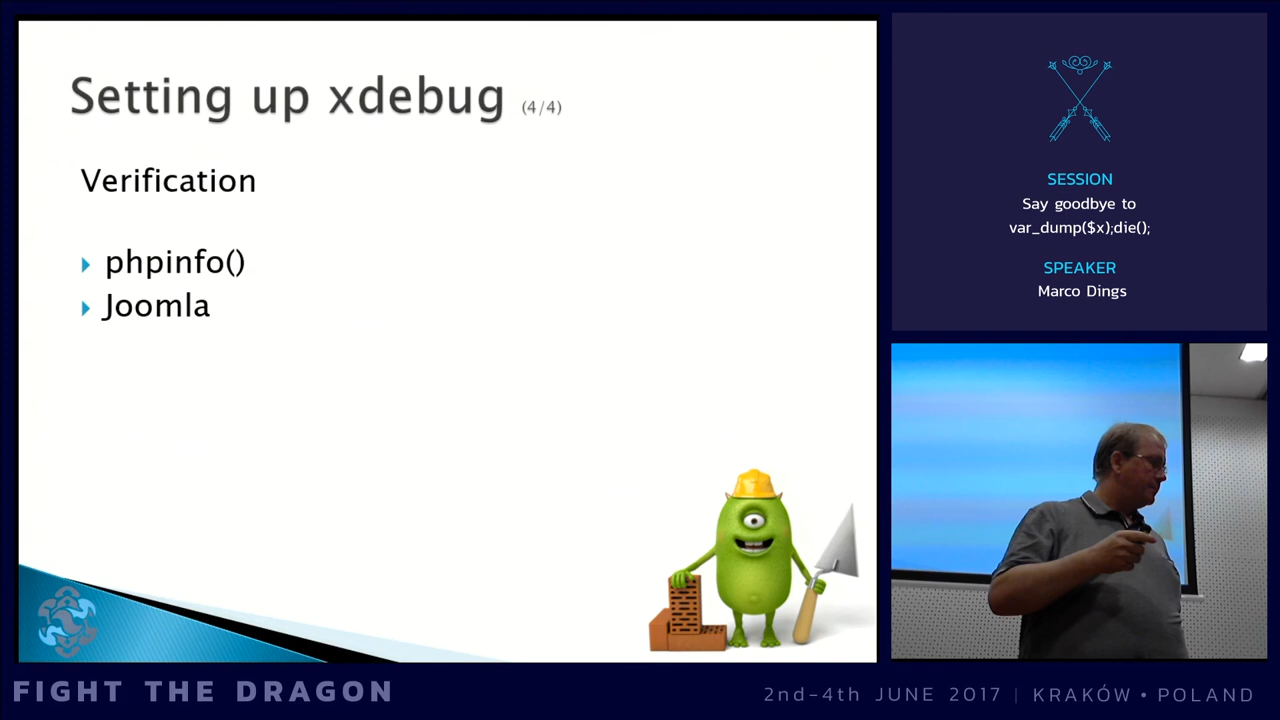 Setting up xdebug (4/4)
Verification
phpinfo()
Joomla
SESSION
Say goodbye to
var_dump($x);die();
SPEAKER
Marco Dings
FIGHT THE DRAGON
2nd-4th JUNE 2017 | KRAKÓW • POLAND